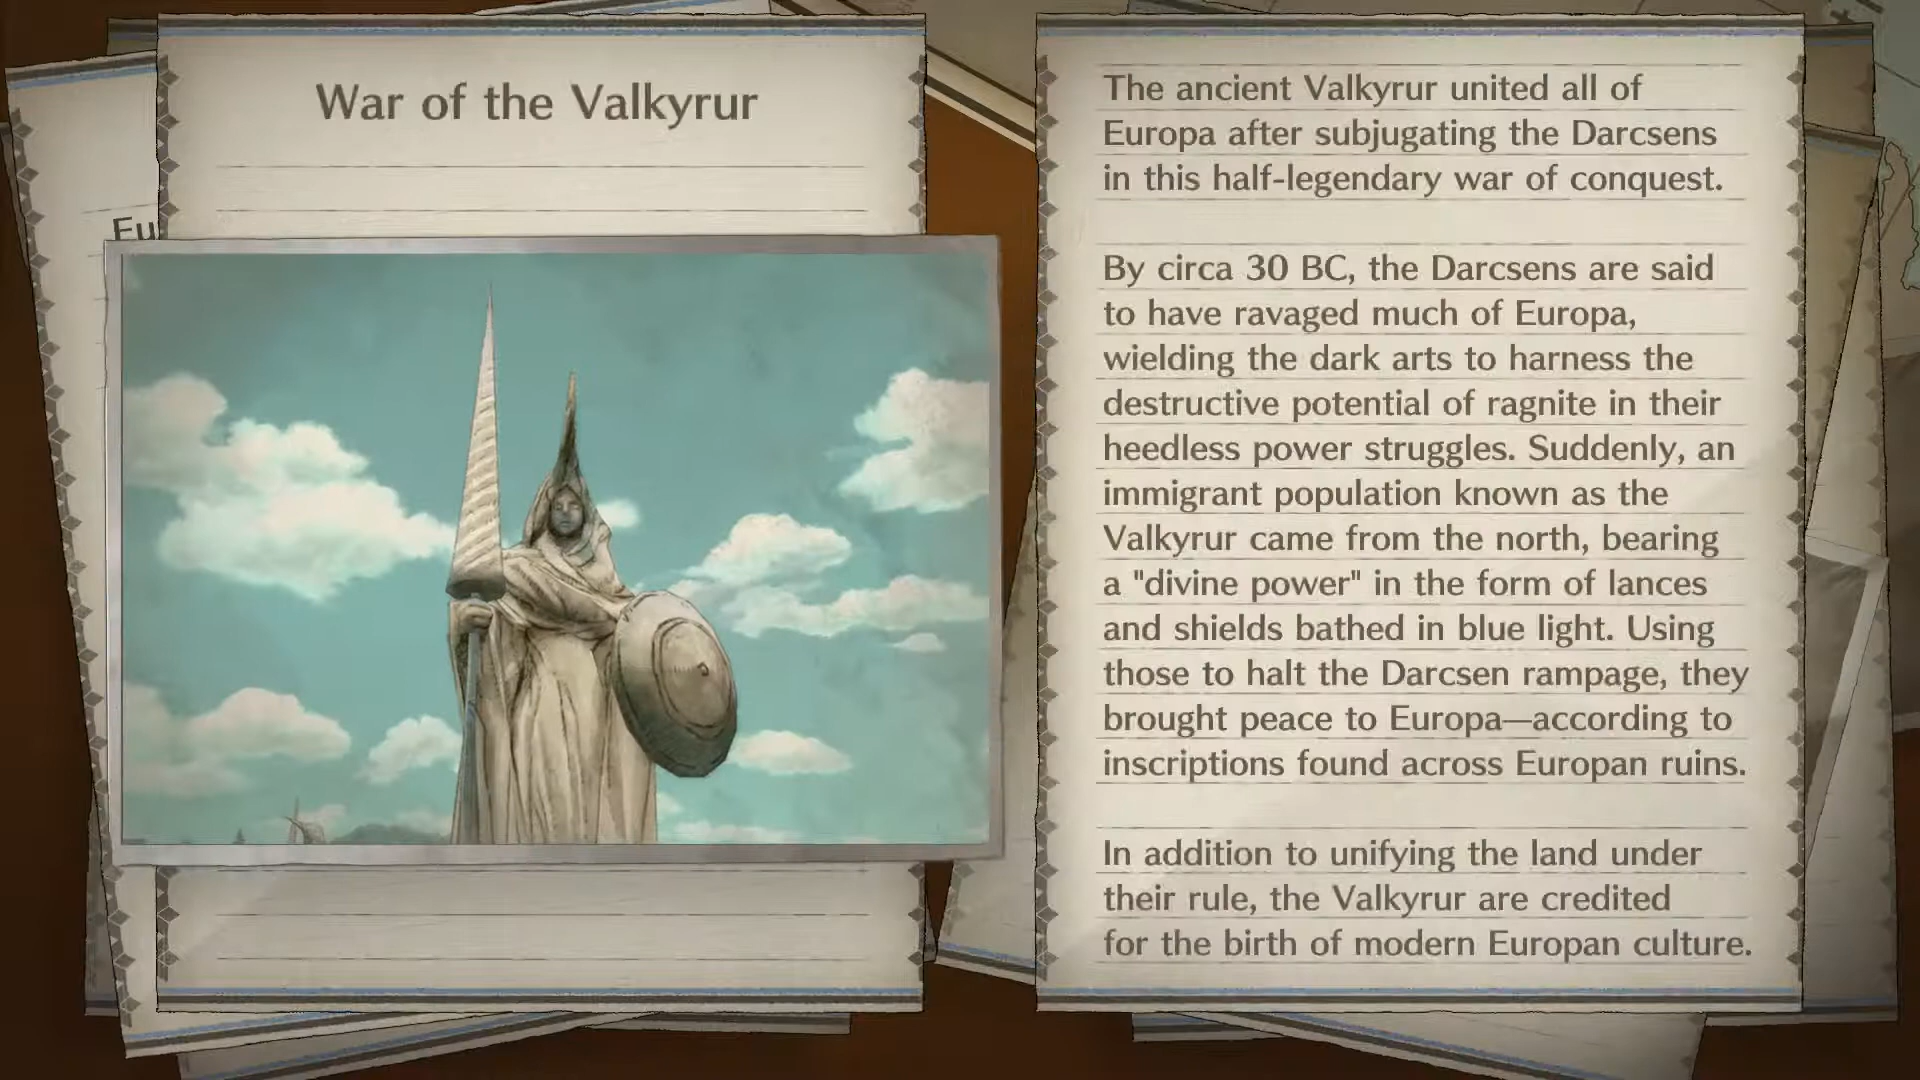 War of the Valkyrur
Eu
The ancient Valkyrur united all of
Europa after subjugating the Darcsens
in this half-legendary war of conquest.
By circa 30 BC, the Darcsens are said
to have ravaged much of Europa,
wielding the dark arts to harness the
destructive potential of ragnite in their
heedless power struggles. Suddenly, an
immigrant population known as the
Valkyrur came from the north, bearing
a "divine power" in the form of lances
and shields bathed in blue light. Using
those to halt the Darcsen rampage, they
brought peace to Europa—according to
inscriptions found across Europan ruins.
In addition to unifying the land under
their rule, the Valkyrur are credited
for the birth of modern Europan culture.